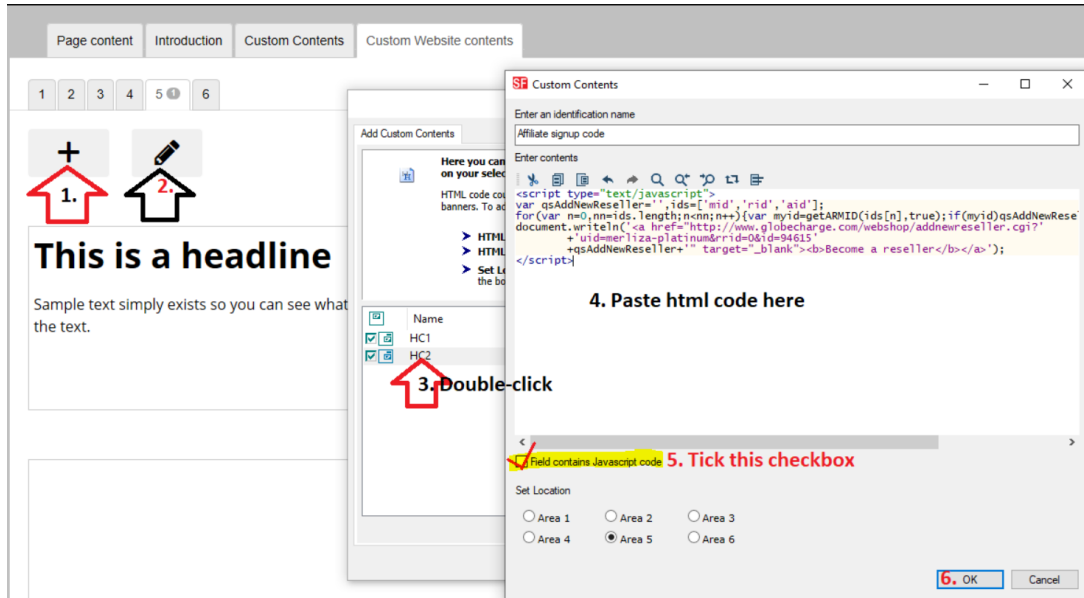 Page content Introduction Custom Contents Custom Website contents
1 2 3 4 5 1 6
1.
2.
This is a headline
Sample text simply exists so you can see what
the text.
Add Custom Contents
Here you can
on your selec
HTML code cou
banners. To ad
HTML
HTML
Set Lo
the bo
Name
HC1
HC2
3. Double-click
SF Custom Contents
Enter an identification name
Affiliate signup code
Enter contents
<script type="text/javascript">
var qsAddNewReseller='',ids=['mid','rid','aid'];
for(var n=0,nn=ids.length;n<nn;n++){var myid=getARMID(ids[n],true);if(myid)qsAddNewRese
document.writeln('<a href="http://www.globecharge.com/webshop/addnewreseller.cgi?'
+'uid=merliza-platinum&rrid=0&id=94615'
+qsAddNewReseller+'" target="_blank"><b>Become a reseller</b></a>');
</script>
4. Paste html code here
Field contains Javascript code 5. Tick this checkbox
Set Location
Area 1 Area 2 Area 3
Area 4 Area 5 Area 6
6. OK Cancel